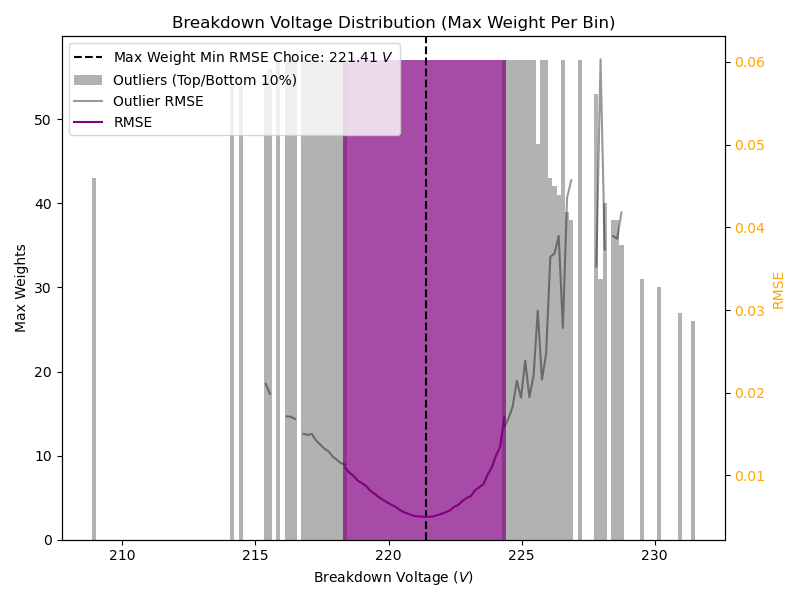 Breakdown Voltage Distribution (Max Weight Per Bin)
Max Weight Min RMSE Choice: 221.41 V
Outliers (Top/Bottom 10%)
Outlier RMSE
RMSE
Max Weights
0
10
20
30
40
50
210
215
220
225
230
Breakdown Voltage (V)
0.06
0.05
0.04
0.03
0.02
0.01
RMSE